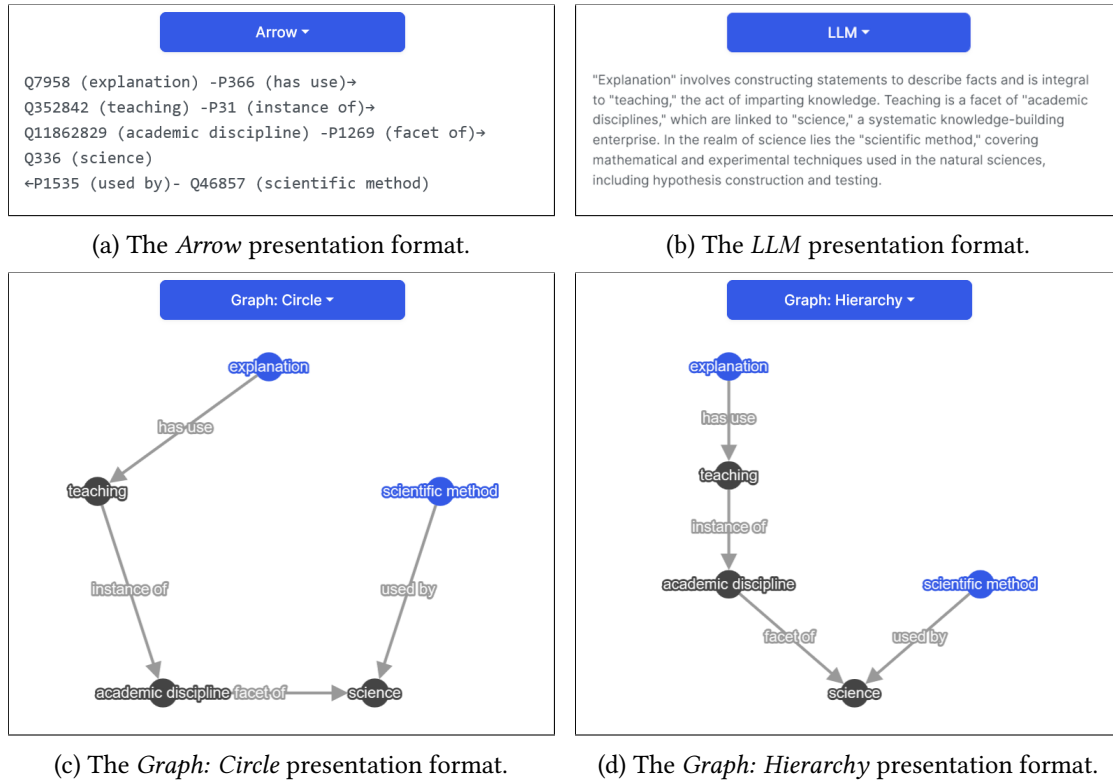 Arrow
Q7958 (explanation) -P366 (has use)→
Q352842 (teaching) -P31 (instance of)→
Q11862829 (academic discipline) -P1269 (facet of)→
Q336 (science)
←P1535 (used by)- Q46857 (scientific method)
(a) The Arrow presentation format.
LLM
"Explanation" involves constructing statements to describe facts and is integral
to "teaching," the act of imparting knowledge. Teaching is a facet of "academic
disciplines," which are linked to "science," a systematic knowledge-building
enterprise. In the realm of science lies the "scientific method," covering
mathematical and experimental techniques used in the natural sciences,
including hypothesis construction and testing.
(b) The LLM presentation format.
Graph: Circle
explanation
has use
teaching
scientific method
instance of
used by
academic discipline
facet of
science
(c) The Graph: Circle presentation format.
Graph: Hierarchy
explanation
has use
teaching
instance of
academic discipline
scientific method
facet of
used by
science
(d) The Graph: Hierarchy presentation format.